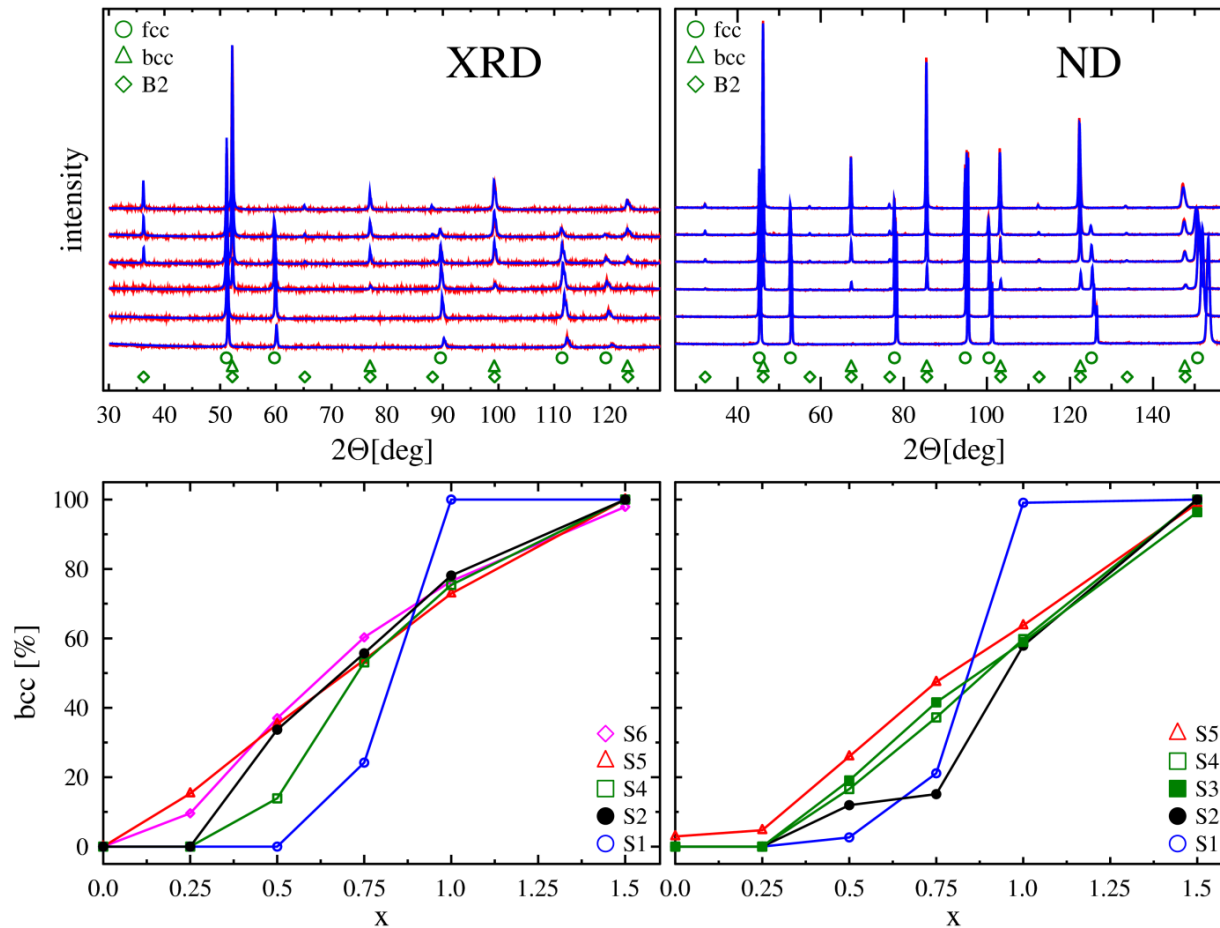 fcc
bcc
B2
XRD
intensity
30 40 50 60 70 80 90 100 110 120
2Θ[deg]
fcc
bcc
B2
ND
40 60 80 100 120 140
2Θ[deg]
bcc [%]
100
80
60
40
20
0
S6
S5
S4
S2
S1
0.0 0.25 0.5 0.75 1.0 1.25 1.5
x
S5
S4
S3
S2
S1
0.0 0.25 0.5 0.75 1.0 1.25 1.5
x